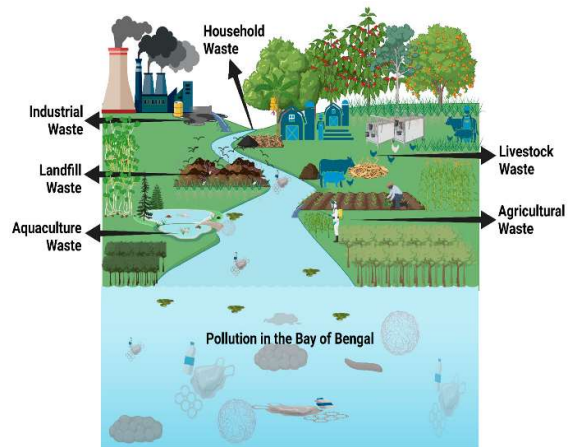 Household
Waste
Industrial
Waste
Livestock
Waste
Landfill
Waste
Agricultural
Waste
Aquaculture
Waste
Pollution in the Bay of Bengal